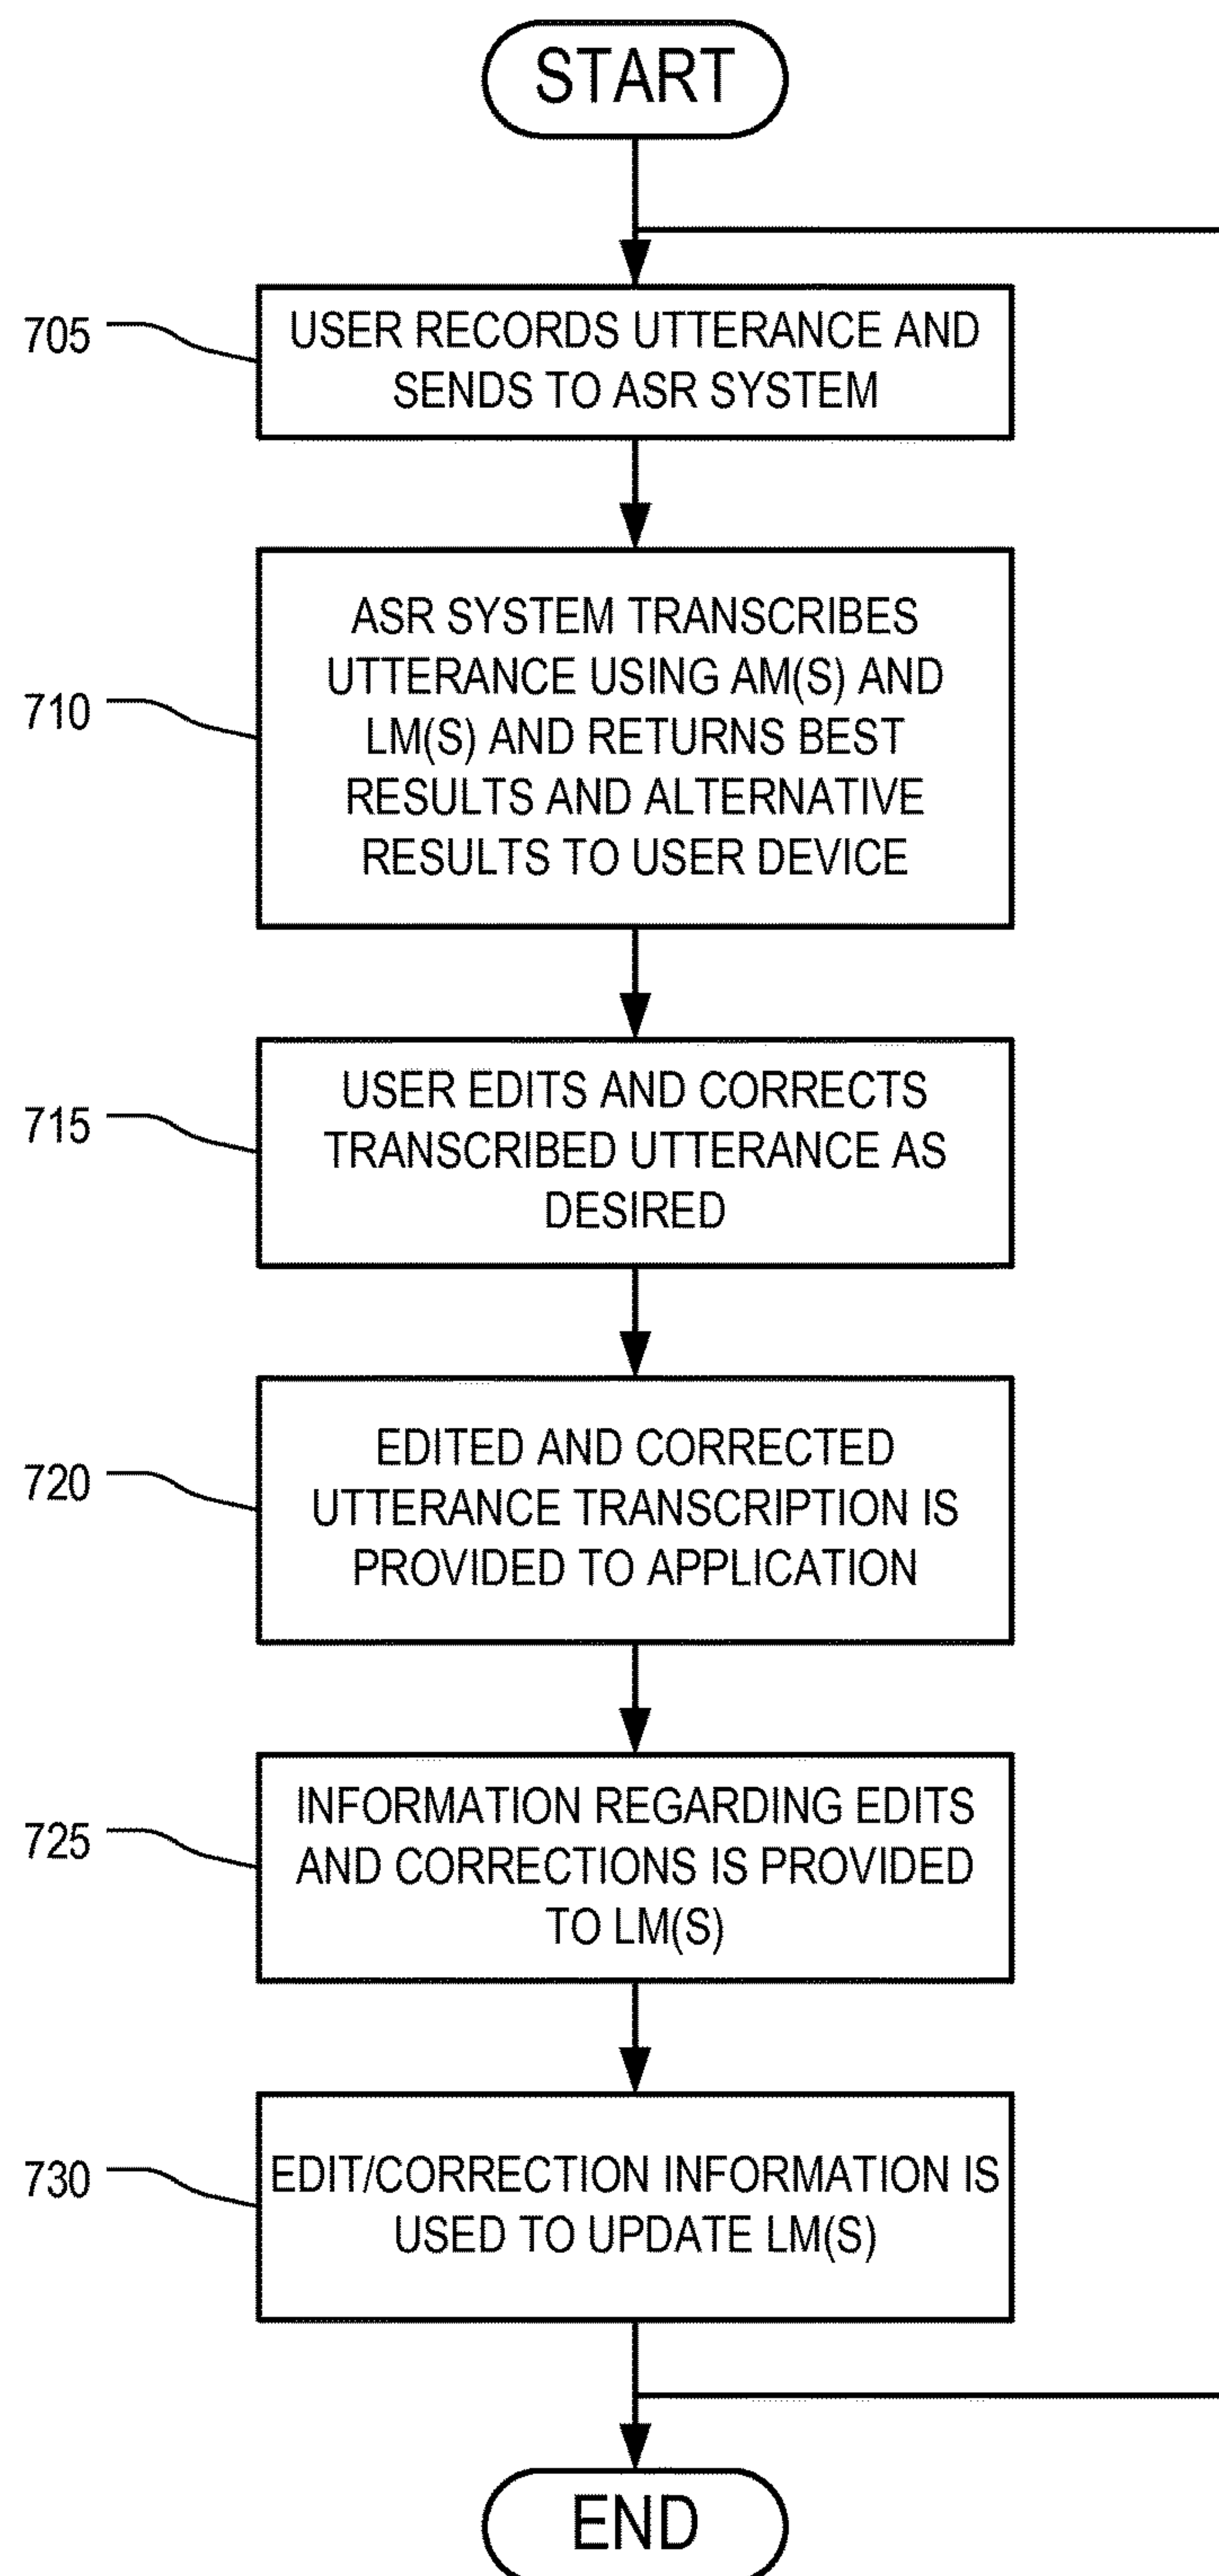 START
705
USER RECORDS UTTERANCE AND
SENDS TO ASR SYSTEM
710
ASR SYSTEM TRANSCRIBES
UTTERANCE USING AM(S) AND
LM(S) AND RETURNS BEST
RESULTS AND ALTERNATIVE
RESULTS TO USER DEVICE
715
USER EDITS AND CORRECTS
TRANSCRIBED UTTERANCE AS
DESIRED
720
EDITED AND CORRECTED
UTTERANCE TRANSCRIPTION IS
PROVIDED TO APPLICATION
725
INFORMATION REGARDING EDITS
AND CORRECTIONS IS PROVIDED
TO LM(S)
730
EDIT/CORRECTION INFORMATION IS
USED TO UPDATE LM(S)
END